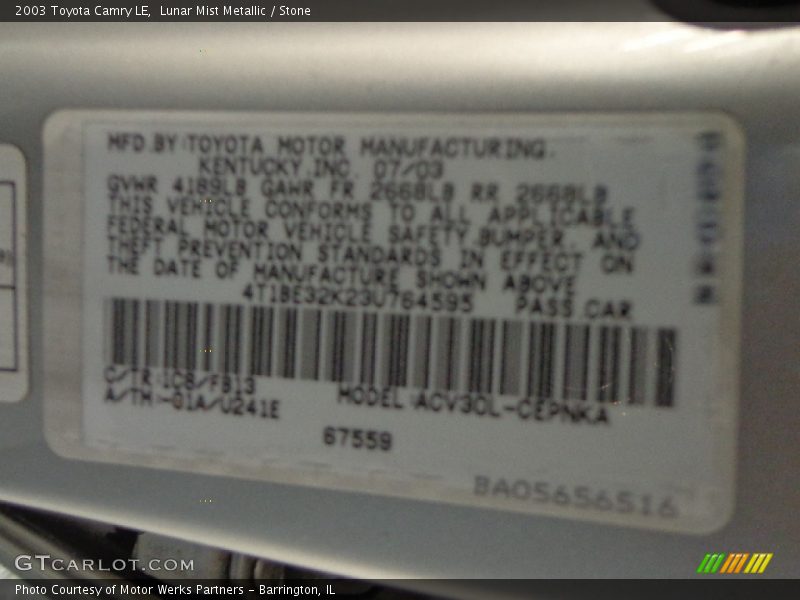 2003 Toyota Camry LE,  Lunar Mist Metallic / Stone
MFD.BY:TOYOTA MOTOR MANUFACTURING.
KENTUCKY,INC. 07/03
GVWR 4189LB GAWR FR 2668LB RR 2668LB
THIS VEHICLE CONFORMS TO ALL APPLICABLE
FEDERAL MOTOR VEHICLE SAFETY,BUMPER, AND
THEFT PREVENTION STANDARDS IN EFFECT ON
THE DATE OF MANUFACTURE SHOWN ABOVE
4T1BE32K23U764595 PASS.CAR
C/TR:1C8/FB13
A/TM:-01A/U241E
MODEL:ACV30L-CEPNKA
67559
BA05656516
GTCARLOT.COM
Photo Courtesy of Motor Werks Partners - Barrington, IL